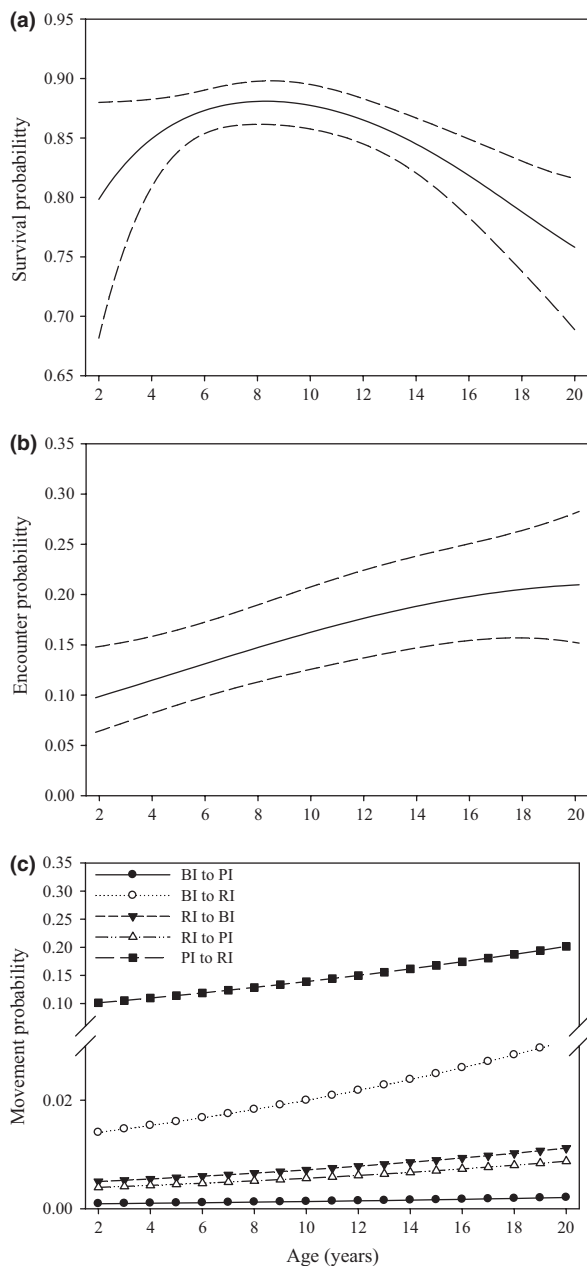 (a)
0.95
0.90
0.85
0.80
0.75
0.70
0.65
Survival probabilitty
2 4 6 8 10 12 14 16 18 20
(b)
0.35
0.30
0.25
0.20
0.15
0.10
0.05
0.00
Encounter probabilitty
2 4 6 8 10 12 14 16 18 20
(c)
0.35
0.30
0.25
0.20
0.15
0.10
0.02
0.00
Movement probability
BI to PI
BI to RI
RI to BI
RI to PI
PI to RI
2 4 6 8 10 12 14 16 18 20
Age (years)